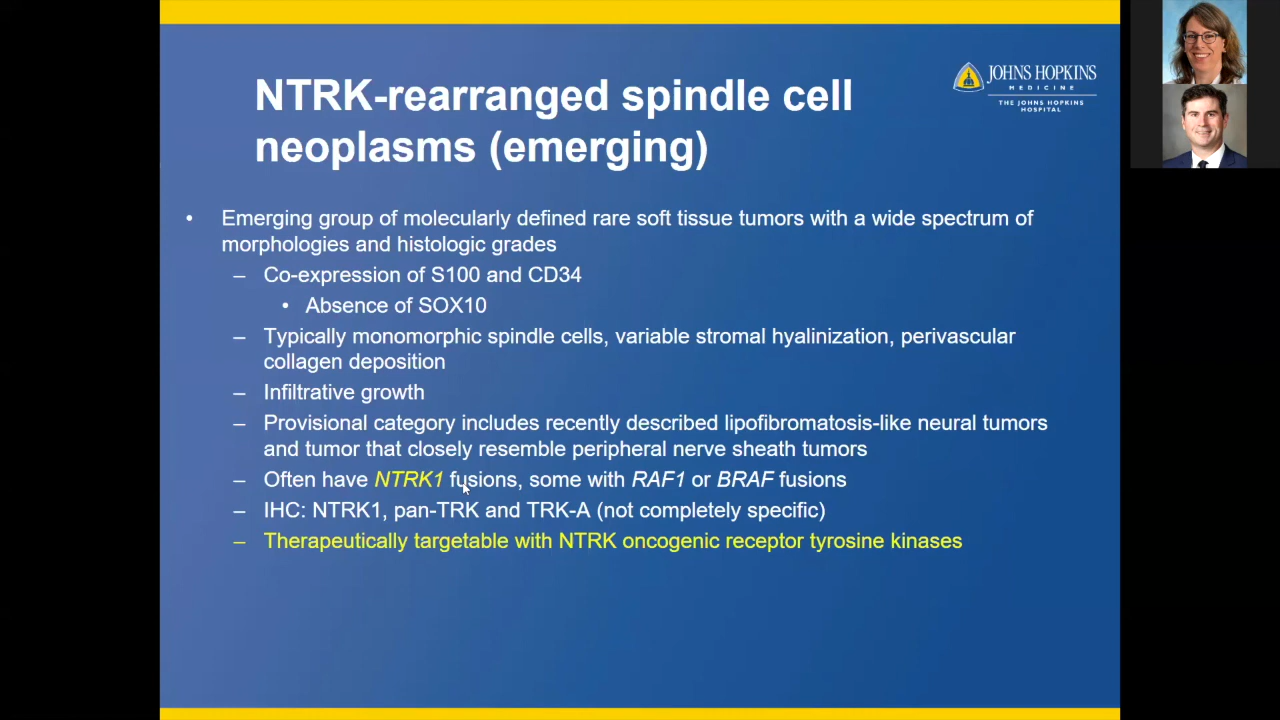 NTRK-rearranged spindle cell
neoplasms (emerging)
JOHNS HOPKINS
MEDICINE
THE JOHNS HOPKINS
HOSPITAL
• Emerging group of molecularly defined rare soft tissue tumors with a wide spectrum of
morphologies and histologic grades
– Co-expression of S100 and CD34
• Absence of SOX10
– Typically monomorphic spindle cells, variable stromal hyalinization, perivascular
collagen deposition
– Infiltrative growth
– Provisional category includes recently described lipofibromatosis-like neural tumors
and tumor that closely resemble peripheral nerve sheath tumors
– Often have NTRK1 fusions, some with RAF1 or BRAF fusions
– IHC: NTRK1, pan-TRK and TRK-A (not completely specific)
– Therapeutically targetable with NTRK oncogenic receptor tyrosine kinases